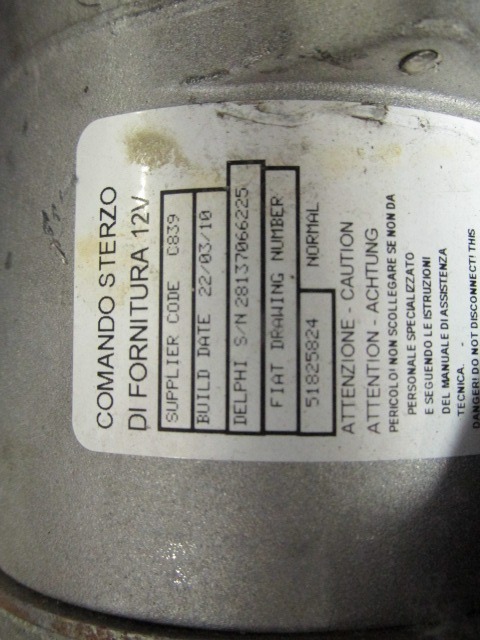 COMANDO STERZO
DI FORNITURA 12V
SUPPLIER CODE C839
BUILD DATE 22/03/10
DELPHI S/N 28137066225
FIAT DRAWING NUMBER
51825824 NORMAL
ATTENZIONE - CAUTION
ATTENTION - ACHTUNG
PERICOLO! NON SCOLLEGARE SE NON DA
PERSONALE SPECIALIZZATO
E SEGUENDO LE ISTRUZIONI
DEL MANUALE DI ASSISTENZA
TECNICA.
DANGER! DO NOT DISCONNECT! THIS